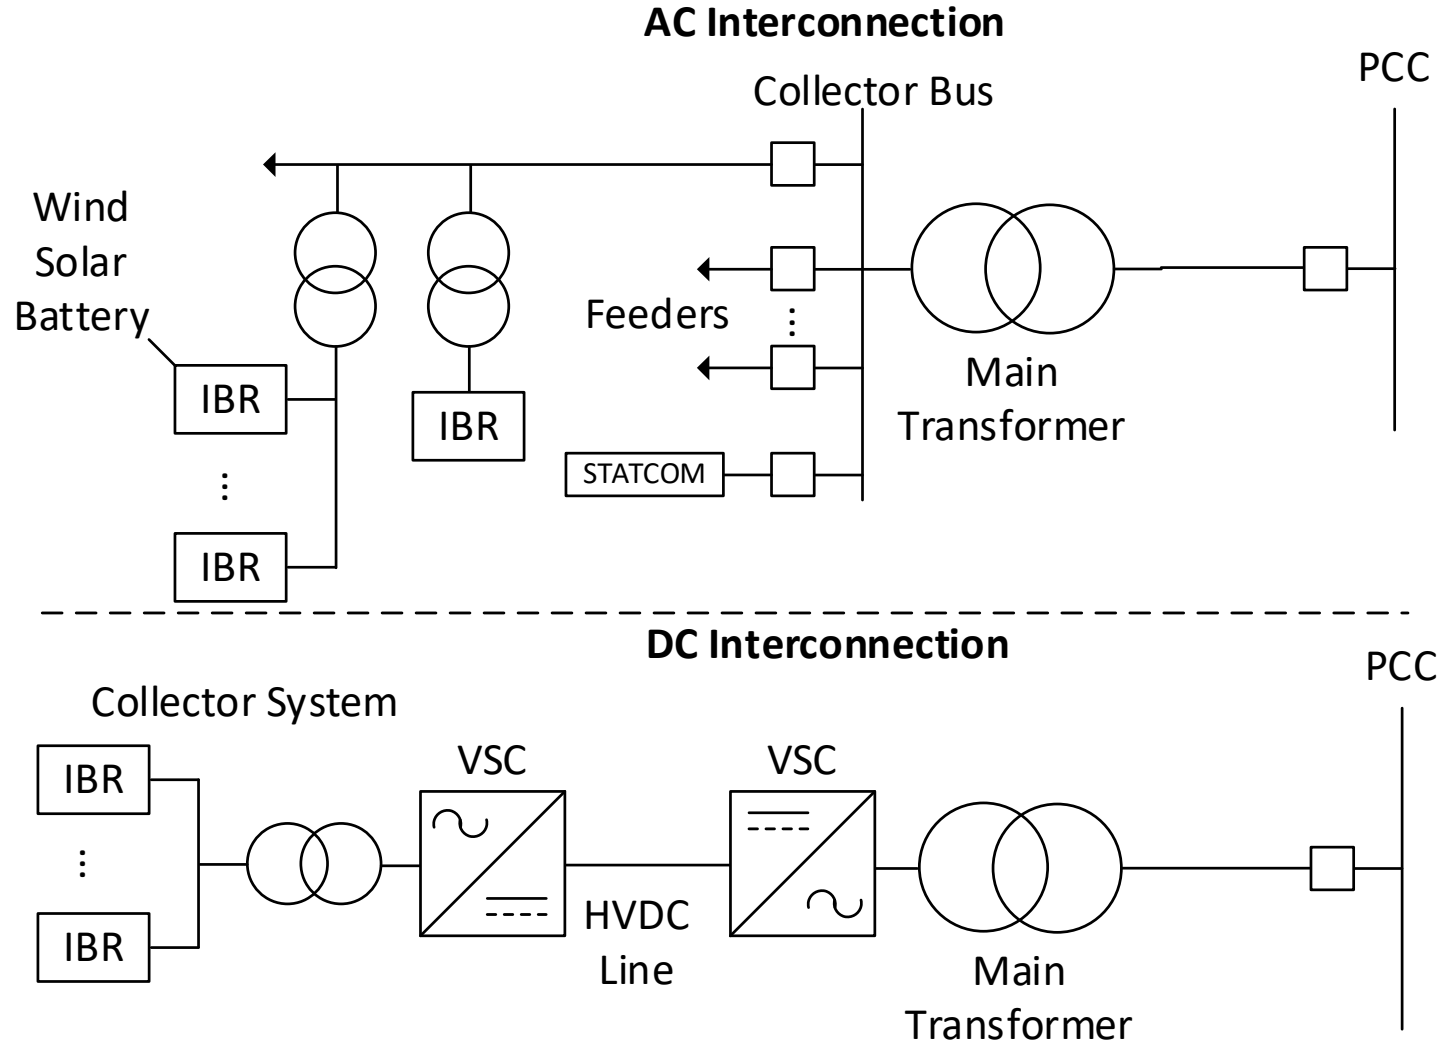 AC Interconnection
PCC
Collector Bus
Wind
Solar
Battery
Feeders
⋮
IBR
IBR
Main
Transformer
STATCOM
⋮
IBR
DC Interconnection
PCC
Collector System
VSC
VSC
IBR
⋮
IBR
HVDC
Line
Main
Transformer